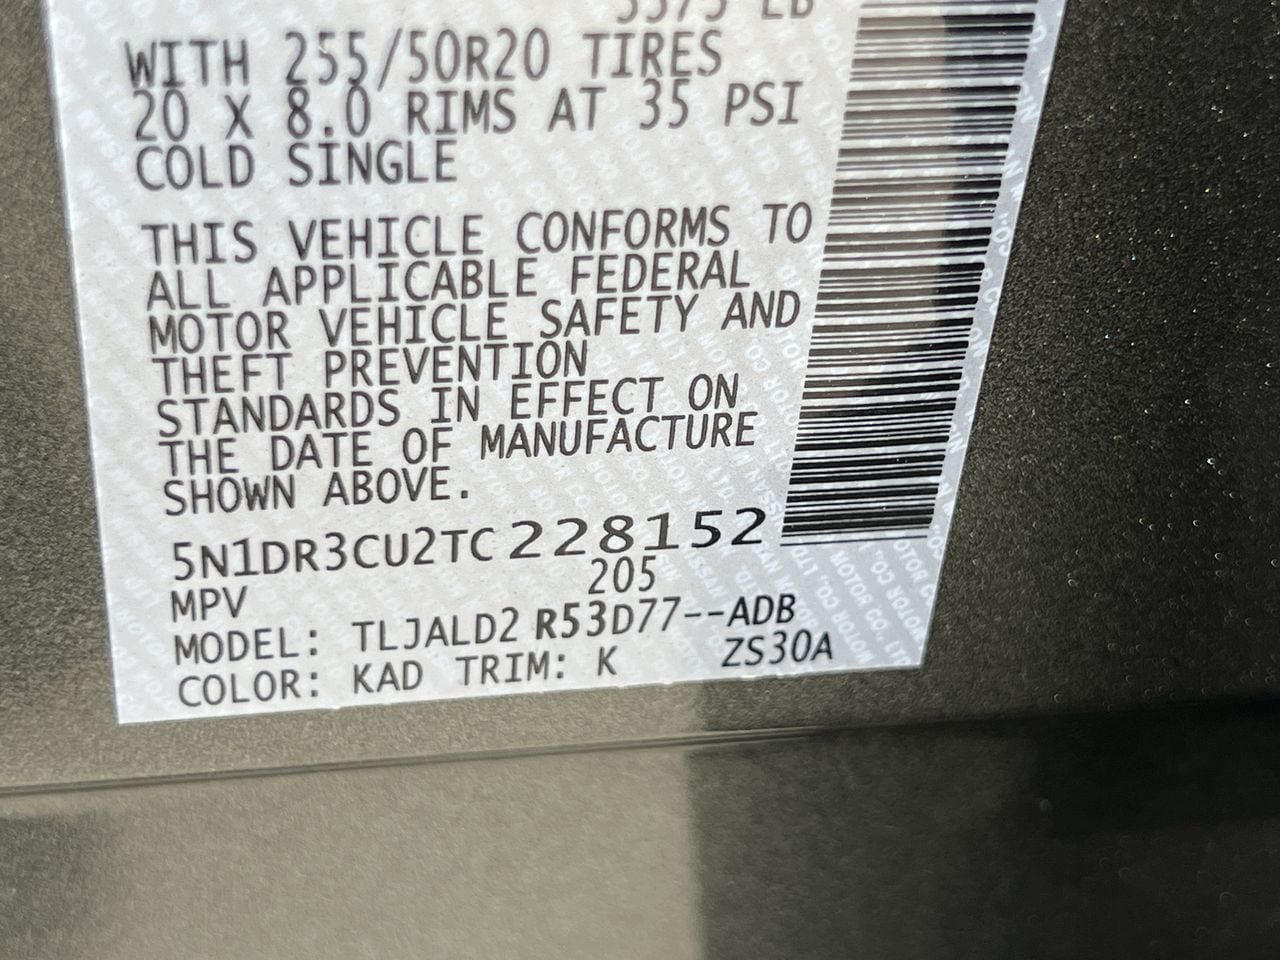 WITH 255/50R20 TIRES
20 X 8.0 RIMS AT 35 PSI
COLD SINGLE
THIS VEHICLE CONFORMS TO
ALL APPLICABLE FEDERAL
MOTOR VEHICLE SAFETY AND
THEFT PREVENTION
STANDARDS IN EFFECT ON
THE DATE OF MANUFACTURE
SHOWN ABOVE.
5N1DR3CU2TC228152
MPV 205
MODEL: TLJALD2 R53D77--ADB
COLOR: KAD TRIM: K ZS30A